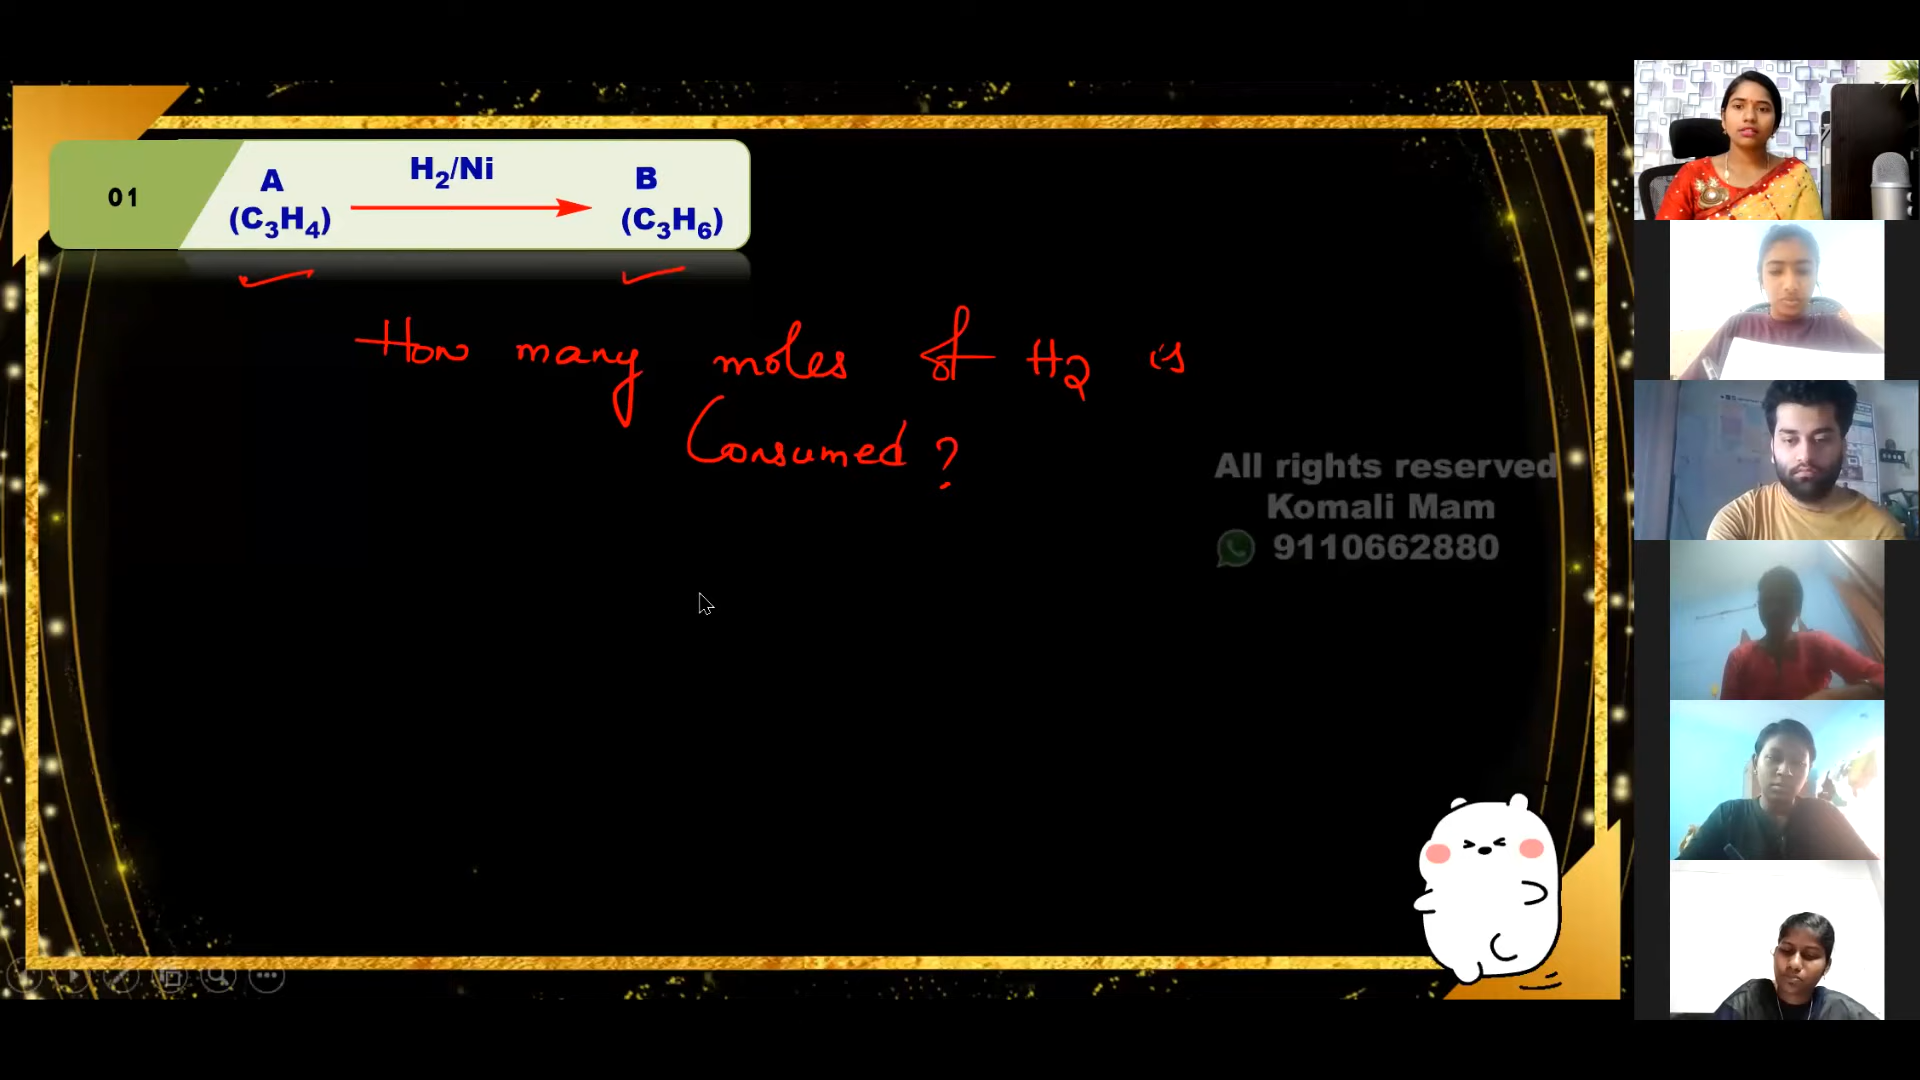 01
A
H₂/Ni
B
(C₃H₄)
(C₃H₆)
How many moles of H₂ is
Consumed ?
All rights reserved
Komali Mam
9110662880